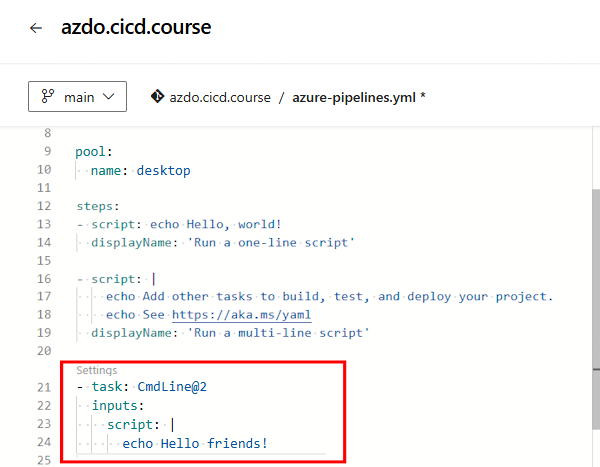 azdo.cicd.course
main
azdo.cicd.course / azure-pipelines.yml *
8
9 pool:
10 name: desktop
11
12 steps:
13 - script: echo Hello, world!
14 displayName: 'Run a one-line script'
15
16 - script: |
17 echo Add other tasks to build, test, and deploy your project.
18 echo See https://aka.ms/yaml
19 displayName: 'Run a multi-line script'
20
Settings
21 - task: CmdLine@2
22 inputs:
23 script: |
24 echo Hello friends!
25